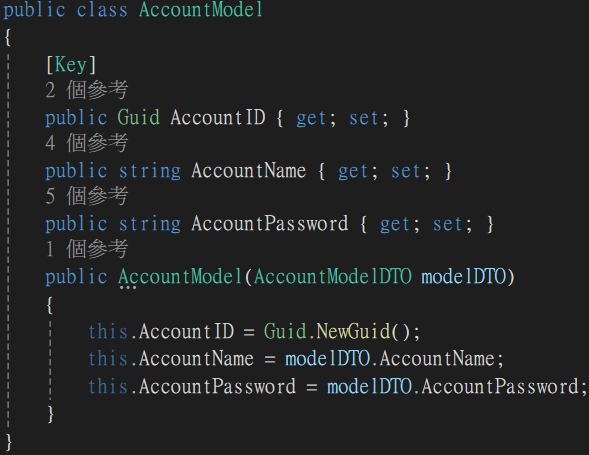 public class AccountModel
{
[Key]
2 個參考
public Guid AccountID { get; set; }
4 個參考
public string AccountName { get; set; }
5 個參考
public string AccountPassword { get; set; }
1 個參考
public AccountModel(AccountModelDTO modelDTO)
{
this.AccountID = Guid.NewGuid();
this.AccountName = modelDTO.AccountName;
this.AccountPassword = modelDTO.AccountPassword;
}
}